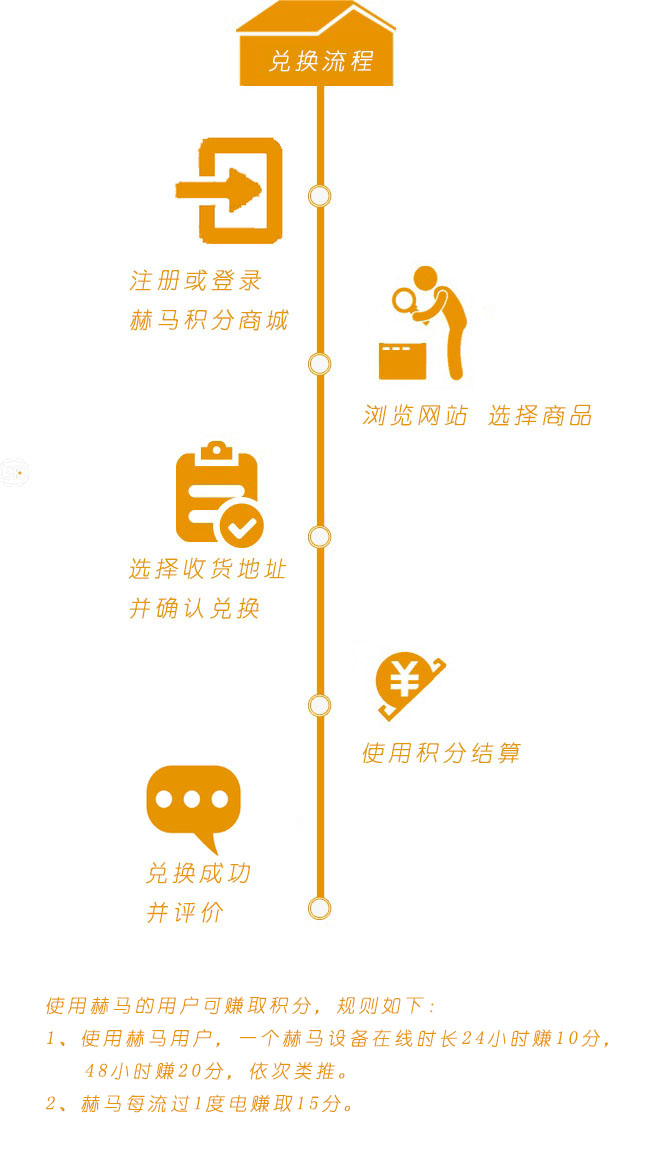 兑换流程
注册或登录
赫马积分商城
浏览网站 选择商品
选择收货地址
并确认兑换
¥
使用积分结算
兑换成功
并评价
使用赫马的用户可赚取积分，规则如下：
1、使用赫马用户，一个赫马设备在线时长24小时赚10分，
48小时赚20分，依次类推。
2、赫马每流过1度电赚取15分。